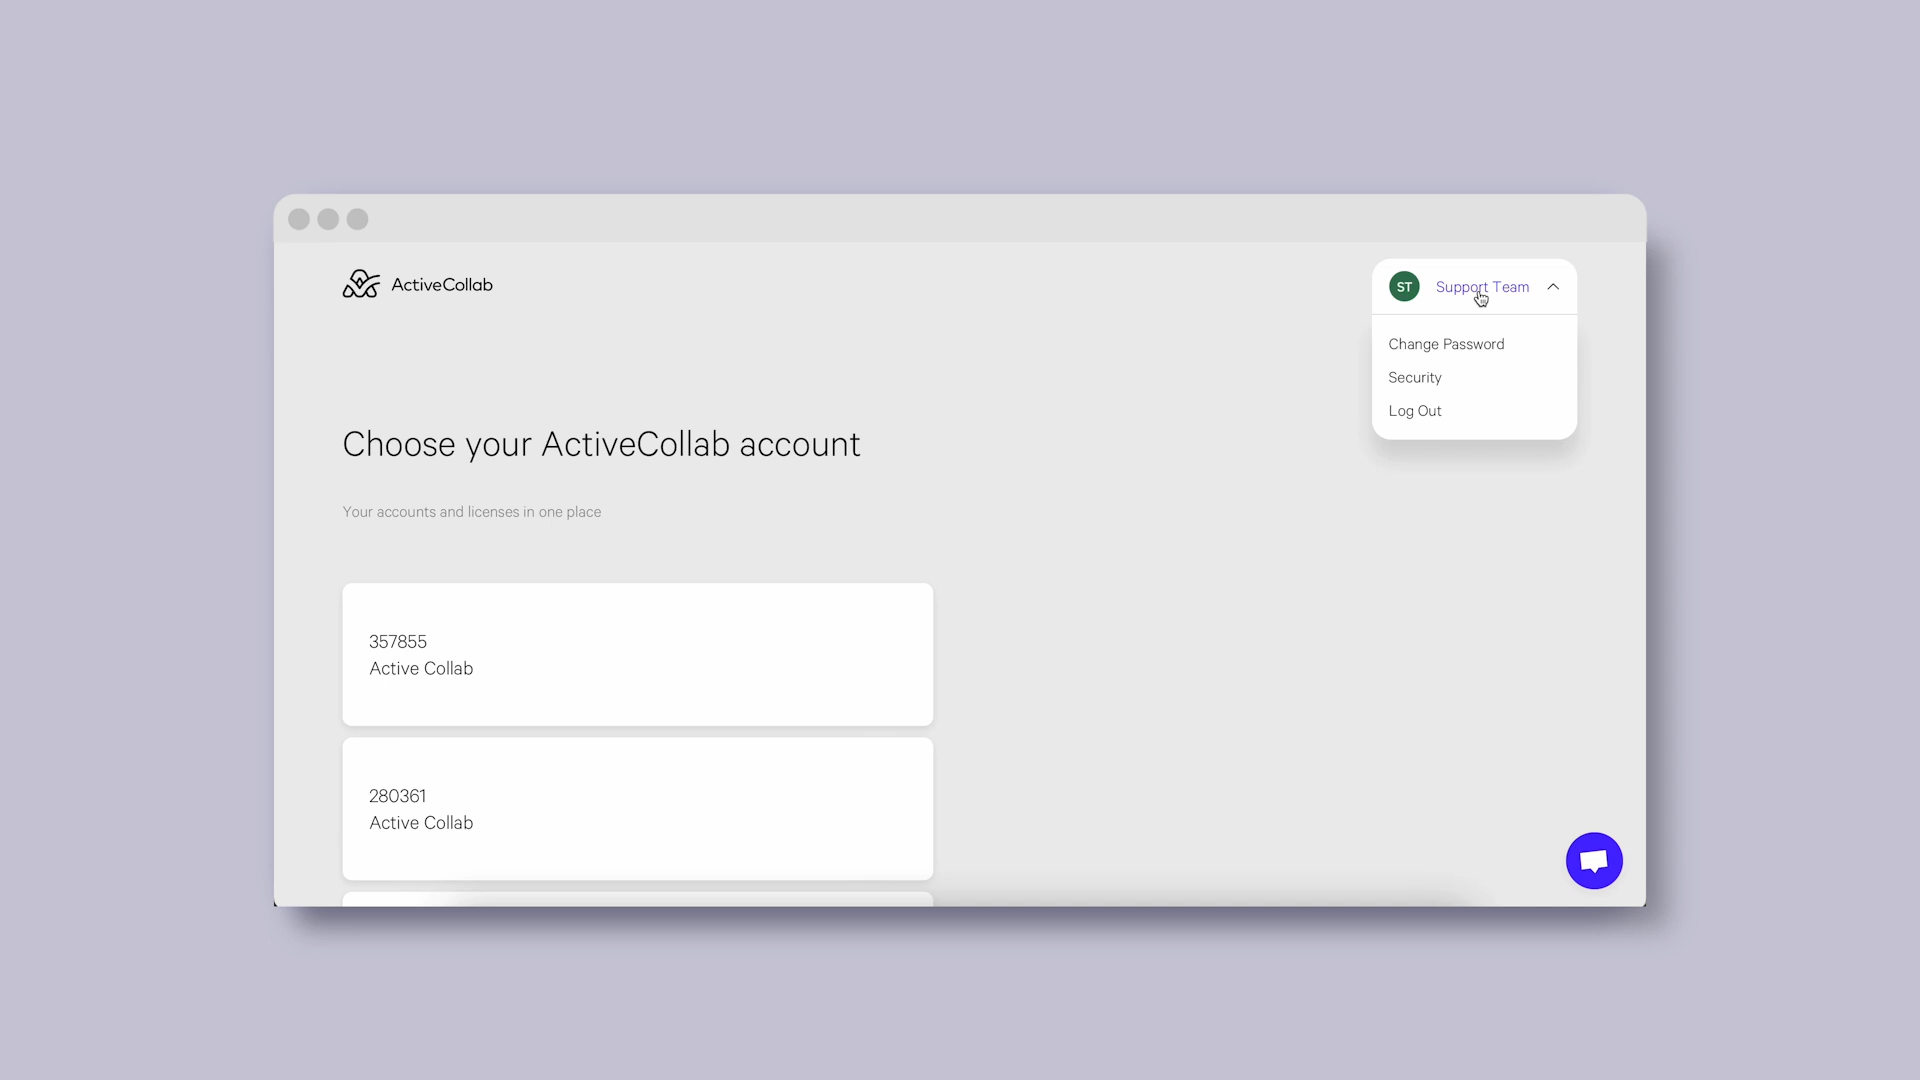 ActiveCollab
ST Support Team
Change Password
Security
Log Out
Choose your ActiveCollab account
Your accounts and licenses in one place
357855
Active Collab
280361
Active Collab